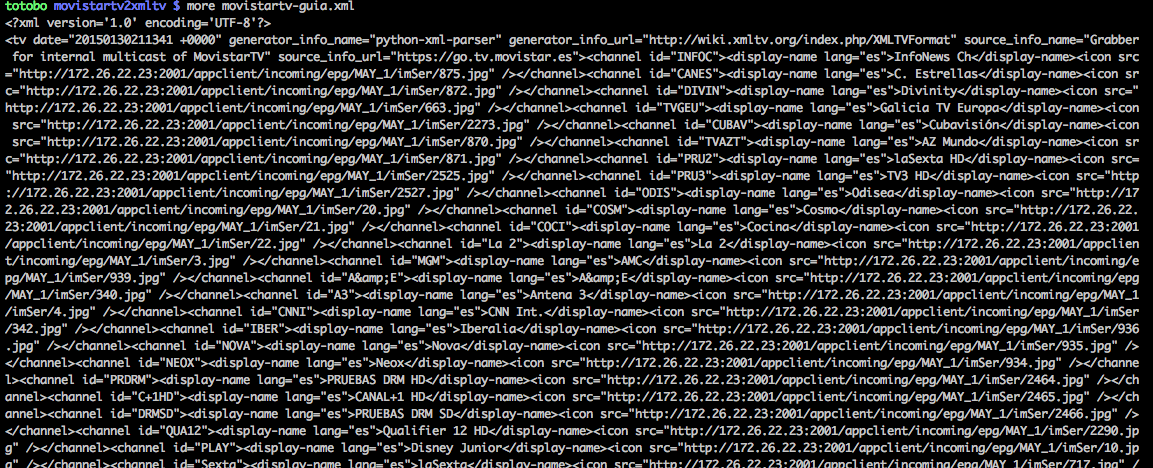 totobo movistartv2xmltv $ more movistartv-guia.xml
<?xml version='1.0' encoding='UTF-8'?>
<tv date="20150130211341 +0000" generator_info_name="python-xml-parser" generator_info_url="http://wiki.xmltv.org/index.php/XMLTVFormat" source_info_name="Grabber
 for internal multicast of MovistarTV" source_info_url="https://go.tv.movistar.es"><channel id="INFOC"><display-name lang="es">InfoNews Ch</display-name><icon src
="http://172.26.22.23:2001/appclient/incoming/epg/MAY_1/imSer/875.jpg" /></channel><channel id="CANES"><display-name lang="es">C. Estrellas</display-name><icon sr
c="http://172.26.22.23:2001/appclient/incoming/epg/MAY_1/imSer/872.jpg" /></channel><channel id="DIVIN"><display-name lang="es">Divinity</display-name><icon src="
http://172.26.22.23:2001/appclient/incoming/epg/MAY_1/imSer/663.jpg" /></channel><channel id="TVGEU"><display-name lang="es">Galicia TV Europa</display-name><icon
 src="http://172.26.22.23:2001/appclient/incoming/epg/MAY_1/imSer/2273.jpg" /></channel><channel id="CUBAV"><display-name lang="es">Cubavisión</display-name><icon
 src="http://172.26.22.23:2001/appclient/incoming/epg/MAY_1/imSer/870.jpg" /></channel><channel id="TVAZT"><display-name lang="es">AZ Mundo</display-name><icon sr
c="http://172.26.22.23:2001/appclient/incoming/epg/MAY_1/imSer/871.jpg" /></channel><channel id="PRU2"><display-name lang="es">laSexta HD</display-name><icon src=
"http://172.26.22.23:2001/appclient/incoming/epg/MAY_1/imSer/2525.jpg" /></channel><channel id="PRU3"><display-name lang="es">TV3 HD</display-name><icon src="http
://172.26.22.23:2001/appclient/incoming/epg/MAY_1/imSer/2527.jpg" /></channel><channel id="ODIS"><display-name lang="es">Odisea</display-name><icon src="http://17
2.26.22.23:2001/appclient/incoming/epg/MAY_1/imSer/20.jpg" /></channel><channel id="COSM"><display-name lang="es">Cosmo</display-name><icon src="http://172.26.22.
23:2001/appclient/incoming/epg/MAY_1/imSer/21.jpg" /></channel><channel id="COCI"><display-name lang="es">Cocina</display-name><icon src="http://172.26.22.23:2001
/appclient/incoming/epg/MAY_1/imSer/22.jpg" /></channel><channel id="La 2"><display-name lang="es">La 2</display-name><icon src="http://172.26.22.23:2001/appclien
t/incoming/epg/MAY_1/imSer/3.jpg" /></channel><channel id="MGM"><display-name lang="es">AMC</display-name><icon src="http://172.26.22.23:2001/appclient/incoming/e
pg/MAY_1/imSer/939.jpg" /></channel><channel id="A&amp;E"><display-name lang="es">A&amp;E</display-name><icon src="http://172.26.22.23:2001/appclient/incoming/epg
/MAY_1/imSer/340.jpg" /></channel><channel id="A3"><display-name lang="es">Antena 3</display-name><icon src="http://172.26.22.23:2001/appclient/incoming/epg/MAY_1
/imSer/4.jpg" /></channel><channel id="CNNI"><display-name lang="es">CNN Int.</display-name><icon src="http://172.26.22.23:2001/appclient/incoming/epg/MAY_1/imSer
/342.jpg" /></channel><channel id="IBER"><display-name lang="es">Iberalia</display-name><icon src="http://172.26.22.23:2001/appclient/incoming/epg/MAY_1/imSer/936
.jpg" /></channel><channel id="NOVA"><display-name lang="es">Nova</display-name><icon src="http://172.26.22.23:2001/appclient/incoming/epg/MAY_1/imSer/935.jpg" />
</channel><channel id="NEOX"><display-name lang="es">Neox</display-name><icon src="http://172.26.22.23:2001/appclient/incoming/epg/MAY_1/imSer/934.jpg" /></channe
l><channel id="PRDRM"><display-name lang="es">PRUEBAS DRM HD</display-name><icon src="http://172.26.22.23:2001/appclient/incoming/epg/MAY_1/imSer/2464.jpg" /></ch
annel><channel id="C+1HD"><display-name lang="es">CANAL+1 HD</display-name><icon src="http://172.26.22.23:2001/appclient/incoming/epg/MAY_1/imSer/2465.jpg" /></ch
annel><channel id="DRMSD"><display-name lang="es">PRUEBAS DRM SD</display-name><icon src="http://172.26.22.23:2001/appclient/incoming/epg/MAY_1/imSer/2466.jpg" />
</channel><channel id="QUA12"><display-name lang="es">Qualifier 12 HD</display-name><icon src="http://172.26.22.23:2001/appclient/incoming/epg/MAY_1/imSer/2290.jp
g" /></channel><channel id="PLAY"><display-name lang="es">Disney Junior</display-name><icon src="http://172.26.22.23:2001/appclient/incoming/epg/MAY_1/imSer/10.jp
g" /></channel><channel id="Sexta"><display-name lang="es">laSexta</display-name><icon src="http://172.26.22.23:2001/appclient/incoming/epg/MAY_1/imSer/717.jpg" /